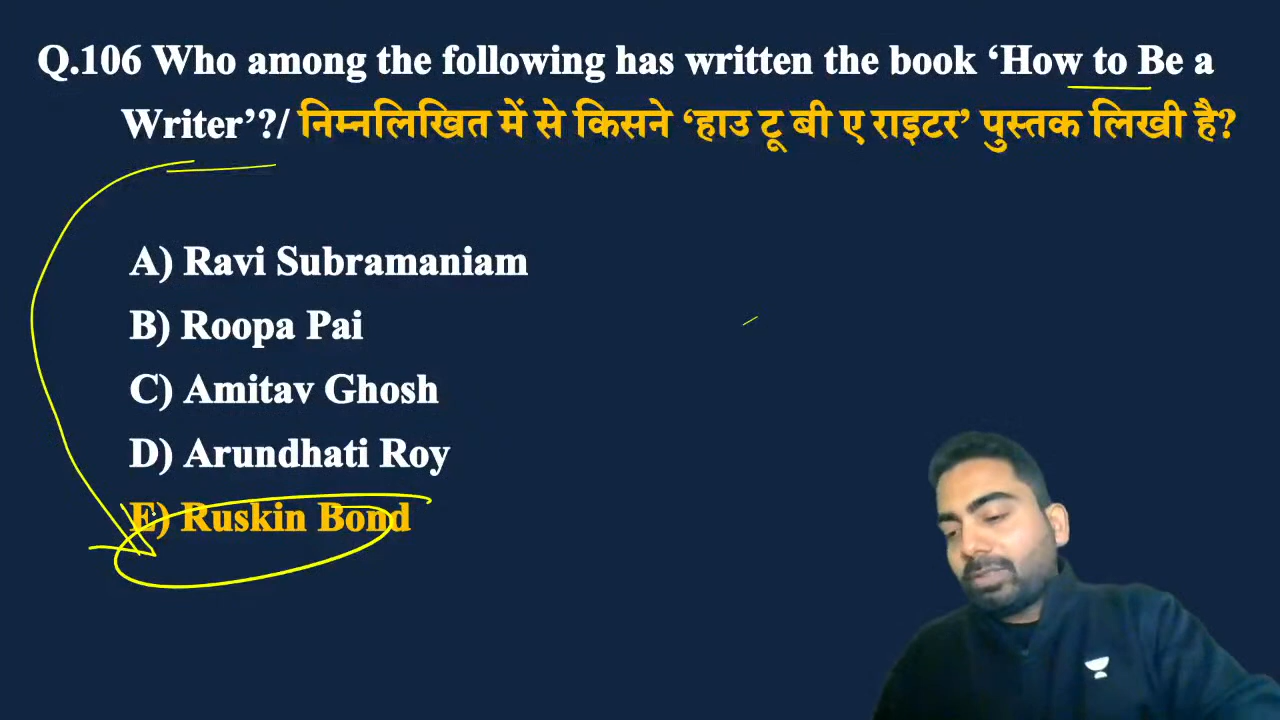 Q.106 Who among the following has written the book ‘How to Be a
Writer’?/ निम्नलिखित में से किसने ‘हाउ टू बी ए राइटर’ पुस्तक लिखी है?
A) Ravi Subramaniam
B) Roopa Pai
C) Amitav Ghosh
D) Arundhati Roy
E) Ruskin Bond